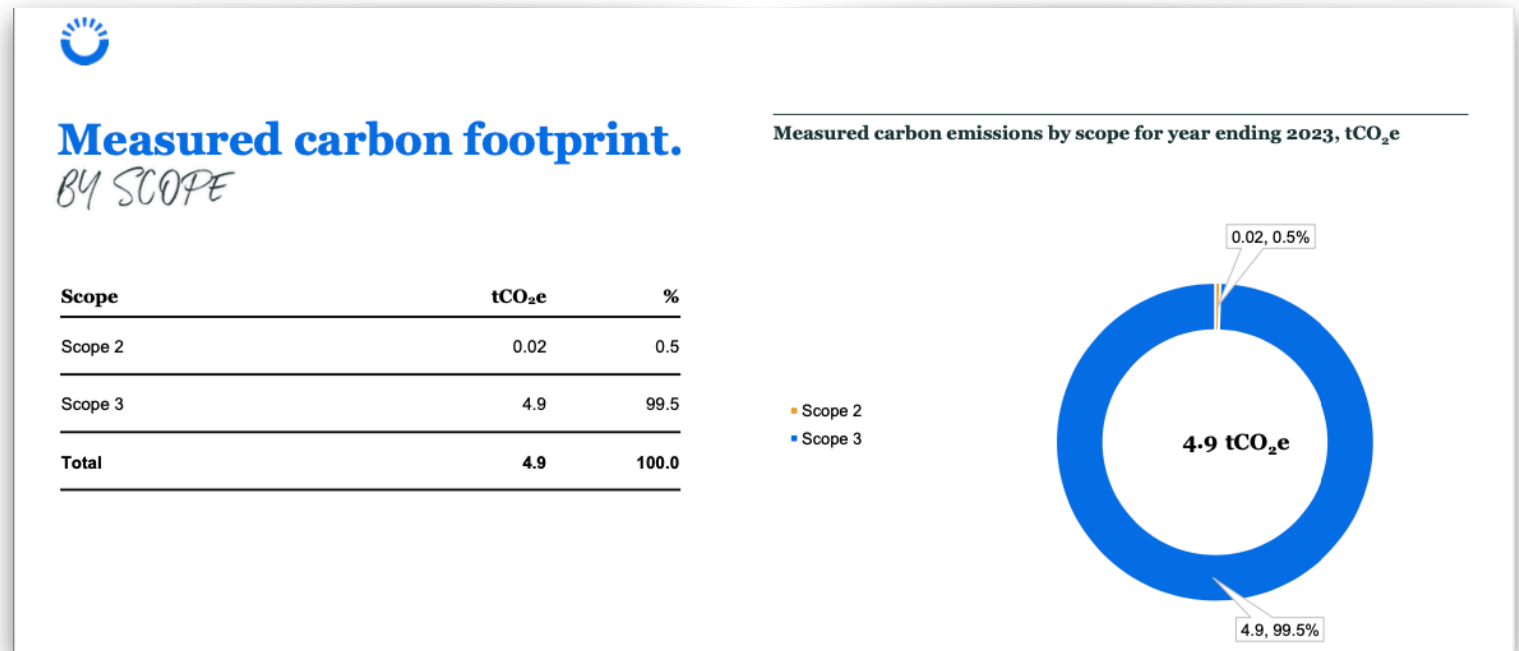 Measured carbon footprint.
BY SCOPE
Scope tCO₂e %
Scope 2 0.02 0.5
Scope 3 4.9 99.5
Total 4.9 100.0
Measured carbon emissions by scope for year ending 2023, tCO₂e
0.02, 0.5%
Scope 2
Scope 3
4.9 tCO₂e
4.9, 99.5%